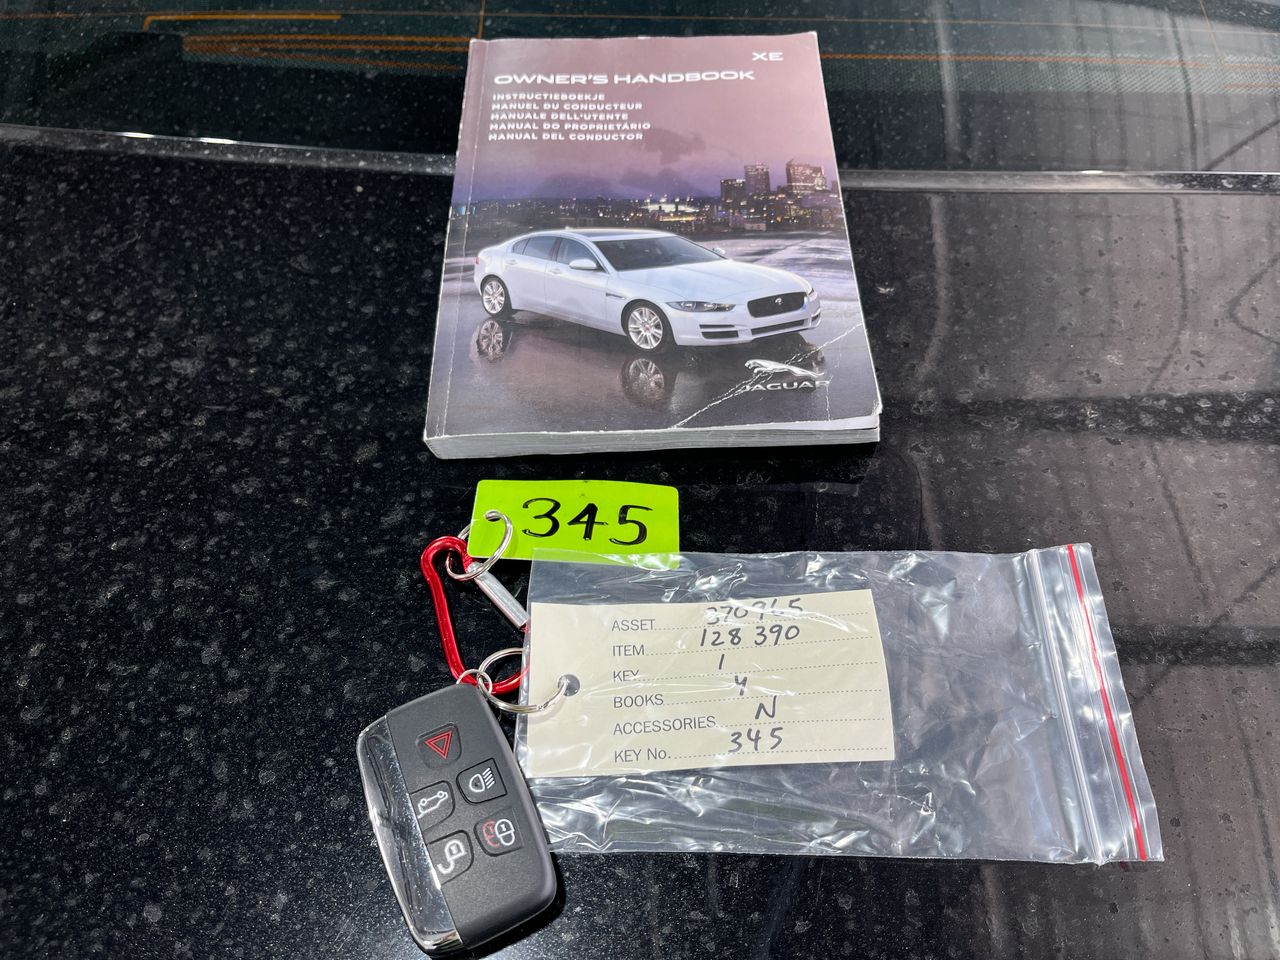 XE
OWNER'S HANDBOOK
INSTRUCTIEBOEKJE
MANUEL DU CONDUCTEUR
MANUALE DELL'UTENTE
MANUAL DO PROPRIETÁRIO
MANUAL DEL CONDUCTOR
JAGUAR
345
ASSET 370965
ITEM 128 390
KEY 1
BOOKS Y
ACCESSORIES N
KEY No. 345